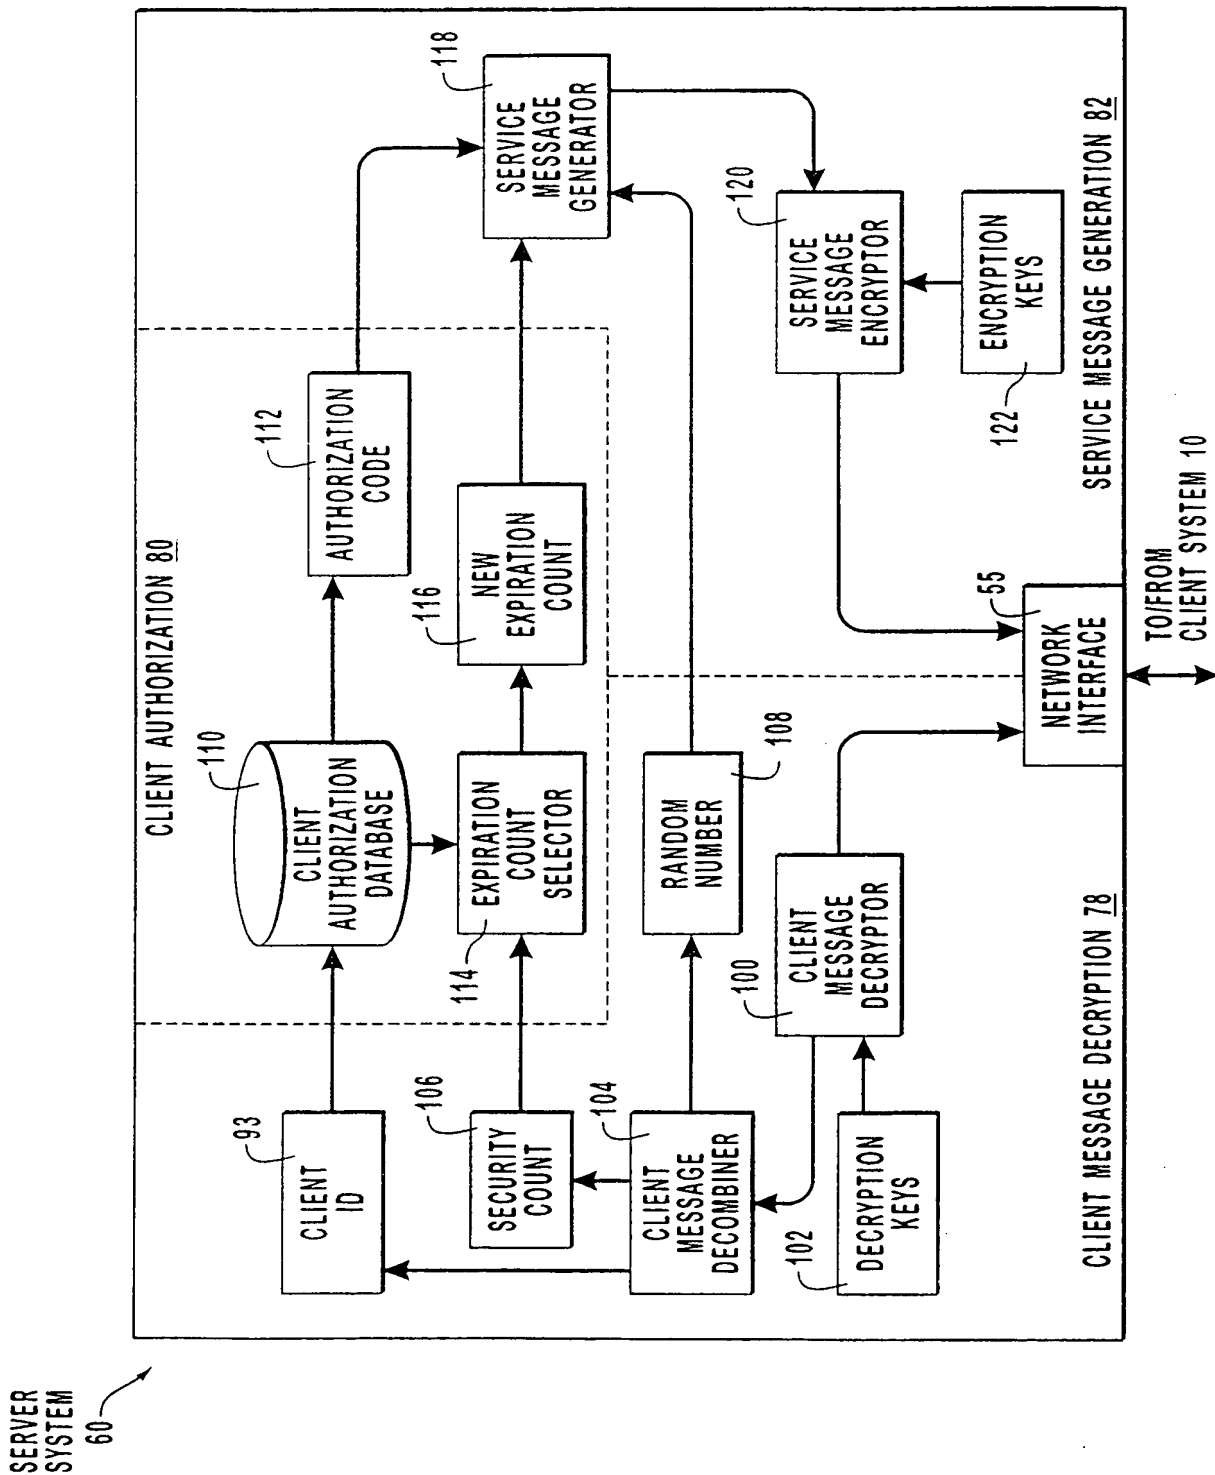 SERVER
SYSTEM
60
CLIENT AUTHORIZATION 80
93
CLIENT
ID
110
CLIENT
AUTHORIZATION
DATABASE
112
AUTHORIZATION
CODE
118
SERVICE
MESSAGE
GENERATOR
106
SECURITY
COUNT
114
EXPIRATION
COUNT
SELECTOR
116
NEW
EXPIRATION
COUNT
104
CLIENT
MESSAGE
DECOMBINER
108
RANDOM
NUMBER
120
SERVICE
MESSAGE
ENCRYPTOR
100
CLIENT
MESSAGE
DECRYPTOR
102
DECRYPTION
KEYS
122
ENCRYPTION
KEYS
55
NETWORK
INTERFACE
CLIENT MESSAGE DECRYPTION 78
SERVICE MESSAGE GENERATION 82
TO/FROM
CLIENT SYSTEM 10